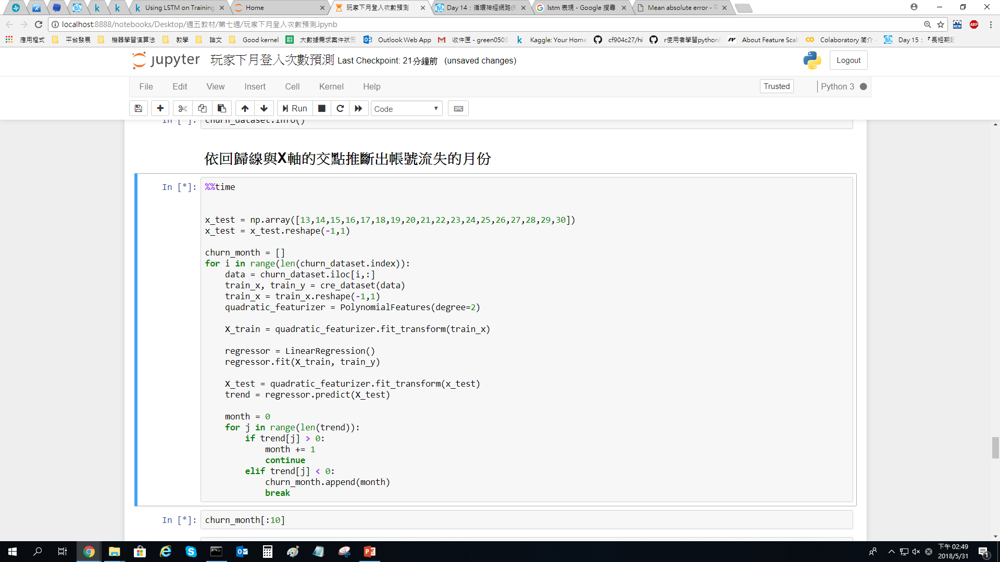 Using LSTM on Training
Home
玩家下月登入次數預測
Day 14：循環神經網路(R
lstm 表現 - Google 搜尋
Mean absolute error - 平
localhost:8888/notebooks/Desktop/週五教材/第七週/玩家下月登入次數預測.ipynb
NEW
ABP
應用程式
平台發展
機器學習演算法
教學
論文
Good kernel
大數據需求案件狀況
Outlook Web App
收件匣 - green0503
Kaggle: Your Home
cf904c27/hi
r使用者學習python
About Feature Scali
Colaboratory 簡介 -
Day 15：『長短期記
jupyter 玩家下月登入次數預測 Last Checkpoint: 21分鐘前 (unsaved changes)
Logout
File Edit View Insert Cell Kernel Help
Trusted
Python 3
Run
Code
In [ ]: churn_dataset.info()
依回歸線與X軸的交點推斷出帳號流失的月份
In [*]: %%time
x_test = np.array([13,14,15,16,17,18,19,20,21,22,23,24,25,26,27,28,29,30])
x_test = x_test.reshape(-1,1)
churn_month = []
for i in range(len(churn_dataset.index)):
    data = churn_dataset.iloc[i,:]
    train_x, train_y = cre_dataset(data)
    train_x = train_x.reshape(-1,1)
    quadratic_featurizer = PolynomialFeatures(degree=2)
    X_train = quadratic_featurizer.fit_transform(train_x)
    regressor = LinearRegression()
    regressor.fit(X_train, train_y)
    X_test = quadratic_featurizer.fit_transform(x_test)
    trend = regressor.predict(X_test)
    month = 0
    for j in range(len(trend)):
        if trend[j] > 0:
            month += 1
            continue
        elif trend[j] < 0:
            churn_month.append(month)
            break
In [*]: churn_month[:10]
下午 02:49
2018/5/31
1